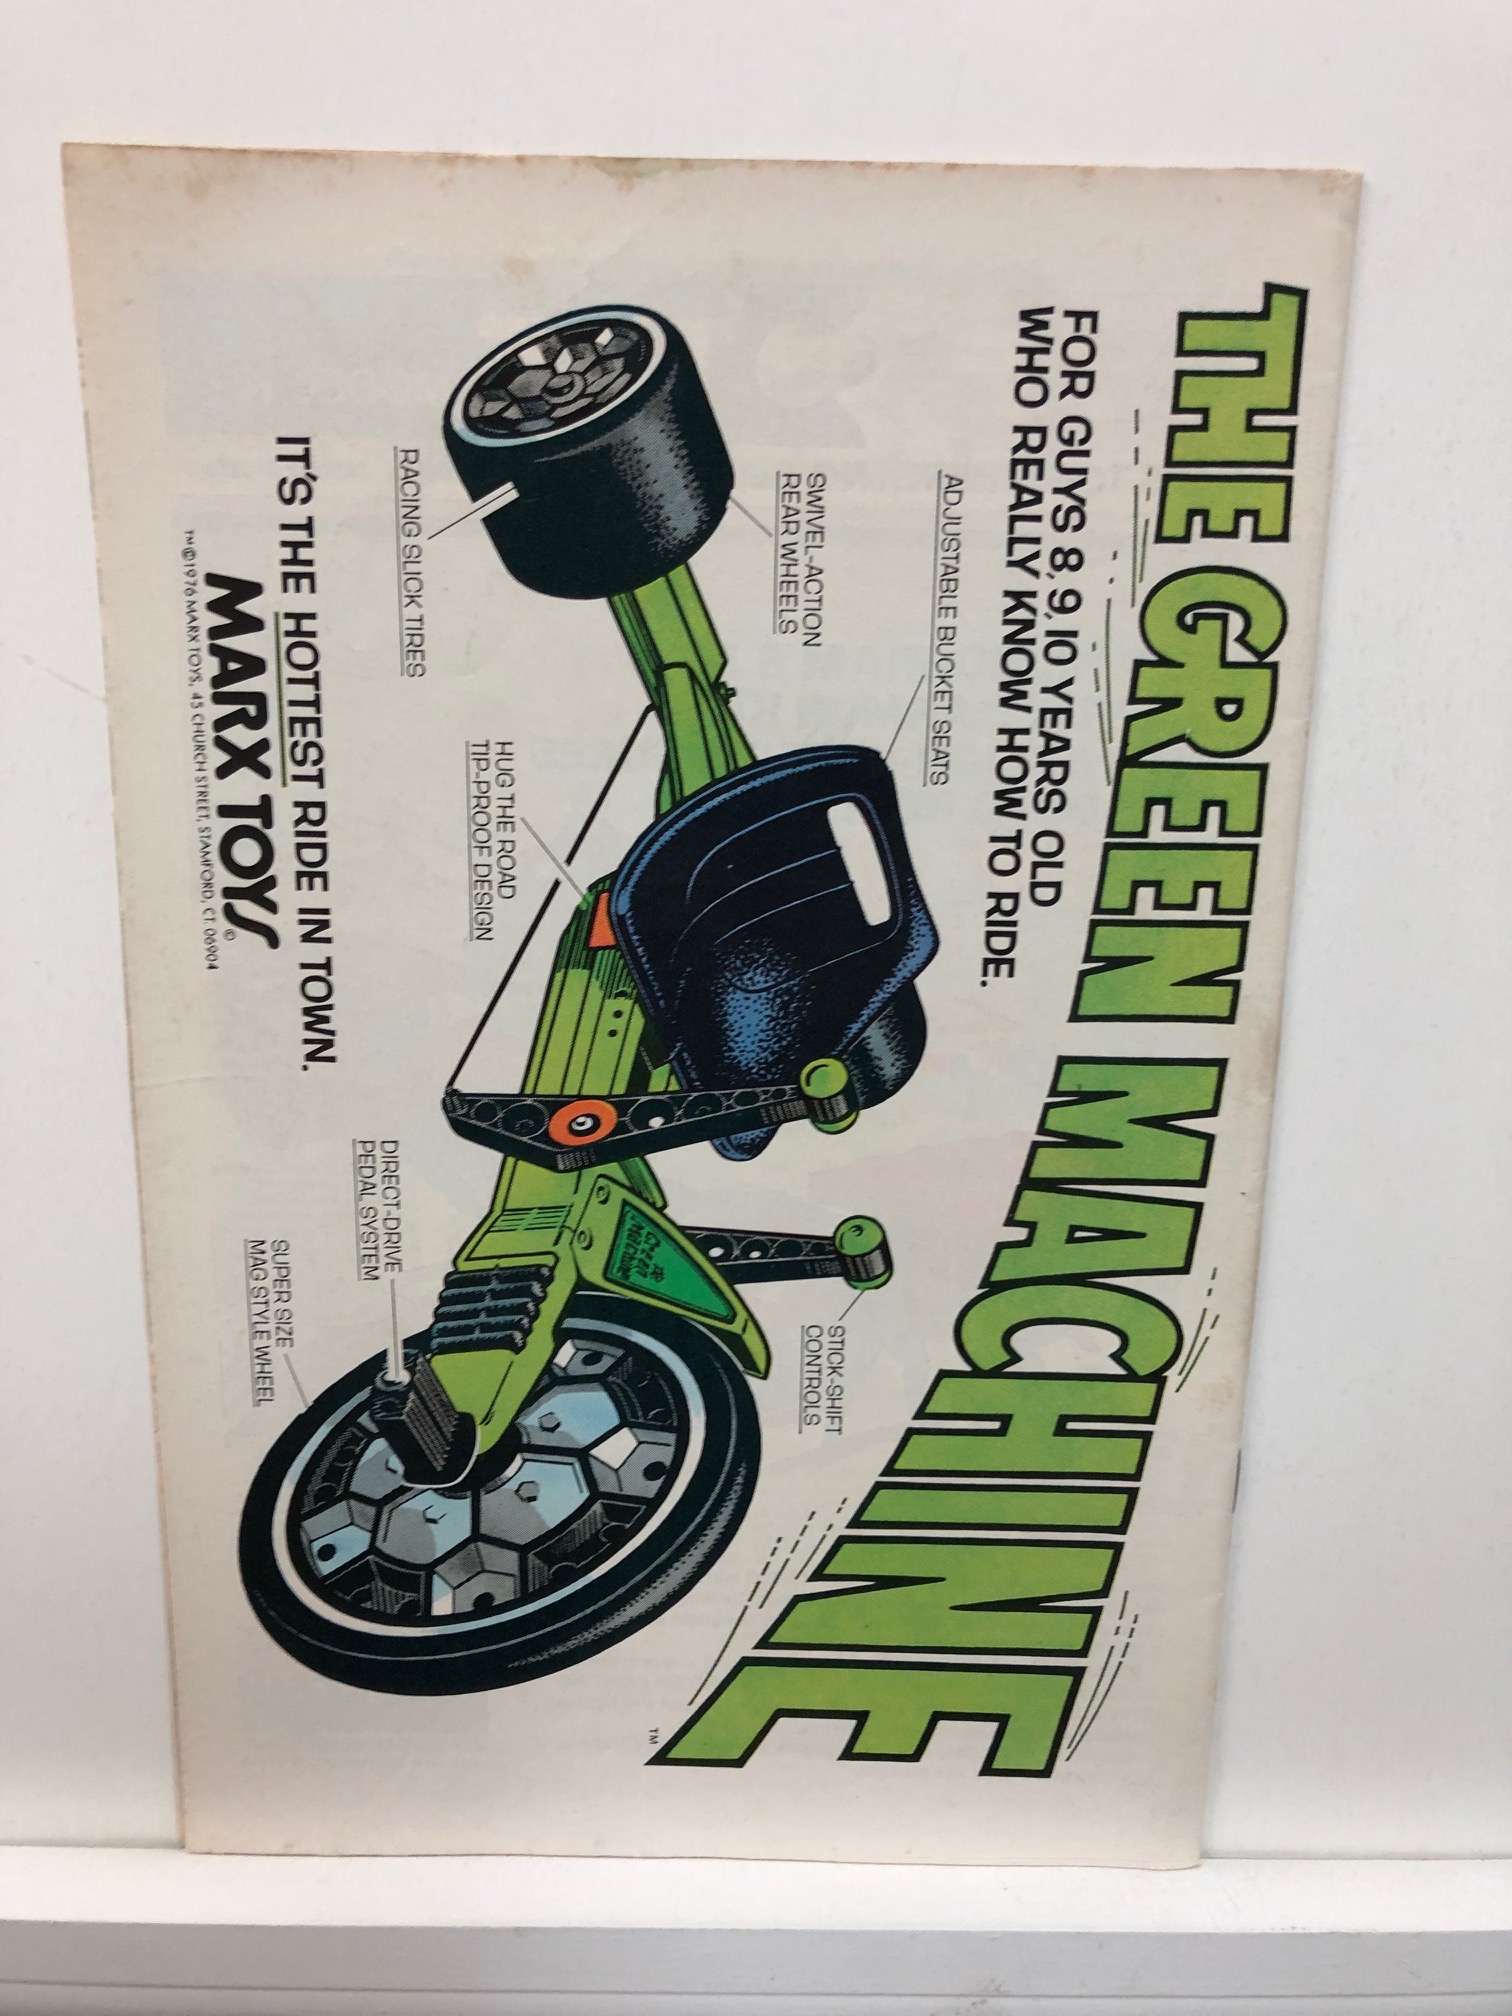 THE GREEN MACHINE
TM
FOR GUYS 8, 9, 10 YEARS OLD
WHO REALLY KNOW HOW TO RIDE.
ADJUSTABLE BUCKET SEATS
SWIVEL-ACTION
REAR WHEELS
STICK-SHIFT
CONTROLS
Green
Machine
RACING SLICK TIRES
HUG THE ROAD
TIP-PROOF DESIGN
DIRECT-DRIVE
PEDAL SYSTEM
SUPER SIZE
MAG STYLE WHEEL
IT'S THE HOTTEST RIDE IN TOWN.
MARX TOYS©
™©1976 MARX TOYS, 45 CHURCH STREET, STAMFORD, CT. 06904